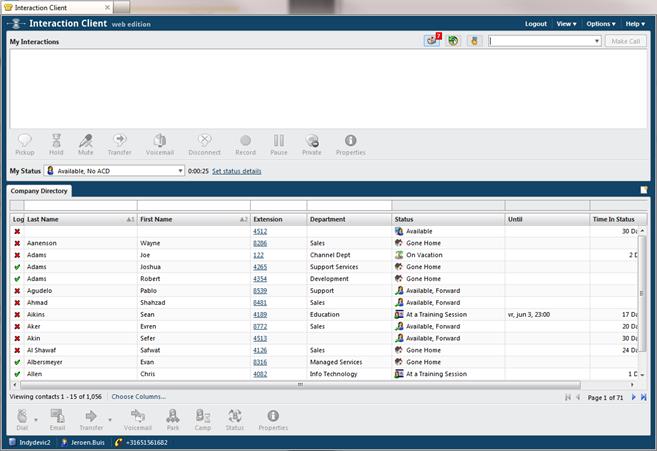 Interaction Client
Interaction Client web edition
Logout View Options Help
My Interactions
7
Make Call
Pickup Hold Mute Transfer Voicemail Disconnect Record Pause Private Properties
My Status Available, No ACD 0:00:25 Set status details
Company Directory
Log Last Name 1 First Name 2 Extension Department Status Until Time In Status
4512 Available 30 Da
Aanenson Wayne 8286 Sales Gone Home
Adams Joe 122 Channel Dept On Vacation 2 D
Adams Joshua 4265 Support Services Gone Home
Adams Robert 4354 Development Gone Home
Agudelo Pablo 8539 Support Available, Forward
Ahmad Shahzad 8481 Sales Available, Forward
Aikins Sean 4189 Education At a Training Session vr, jun 3, 23:00 17 Da
Aker Evren 8772 Sales Available, Forward 20 Da
Akin Sefer 4513 Available, Forward 30 Da
Al Shawaf Safwat 4126 Sales Gone Home 24 Da
Albersmeyer Evan 8316 Managed Services Gone Home
Allen Chris 4082 Info Technology At a Training Session 1 D
Viewing contacts 1 - 15 of 1,056 Choose Columns... Page 1 of 71
Dial Email Transfer Voicemail Park Camp Status Properties
Indydevic2 Jeroen.Buis +31651561682